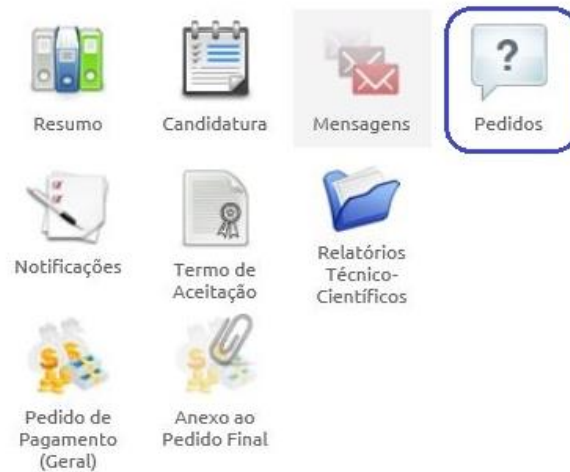 Resumo
Candidatura
Mensagens
?
Pedidos
Notificações
Termo de
Aceitação
Relatórios
Técnico-
Científicos
Pedido de
Pagamento
(Geral)
Anexo ao
Pedido Final